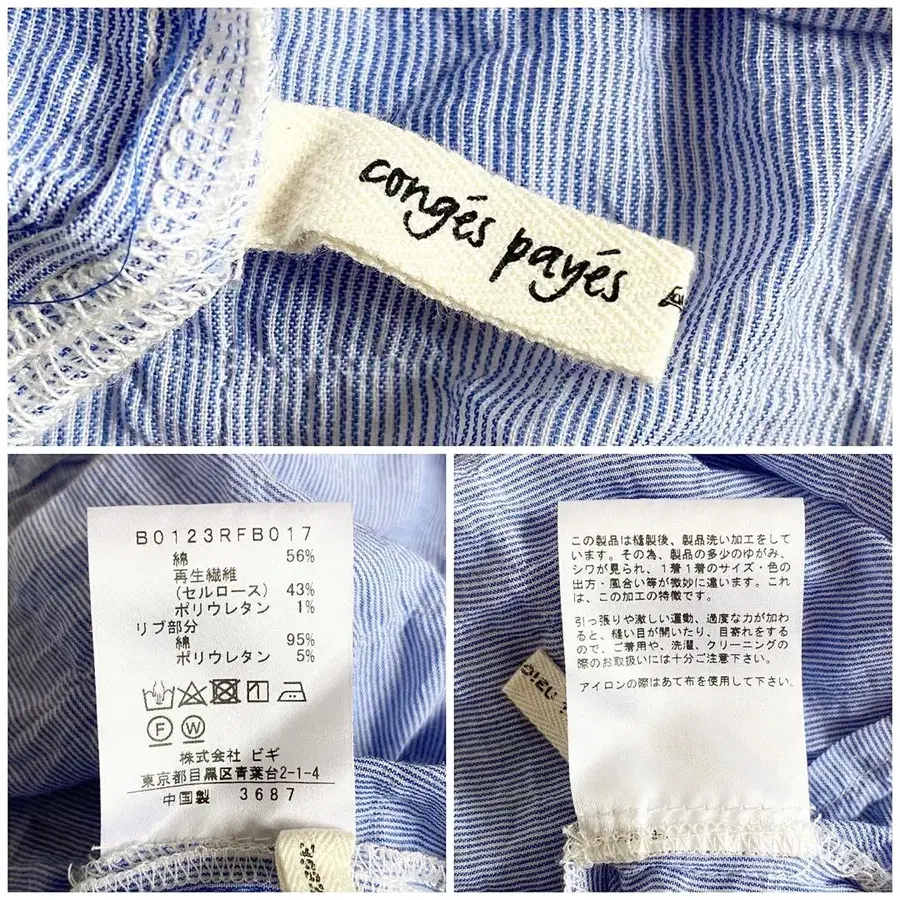 congés payés
B0123RFB017
綿 56%
再生繊維
(セルロース) 43%
ポリウレタン 1%
リブ部分
綿 95%
ポリウレタン 5%
F W
株式会社 ビギ
東京都目黒区青葉台2-1-4
中国製 3687
この製品は縫製後、製品洗い加工をして
います。その為、製品の多少のゆがみ、
シワが見られ、1着1着のサイズ・色の
出方・風合い等が微妙に違います。これ
は、この加工の特徴です。
引っ張りや激しい運動、過度な力が加わ
ると、縫い目が開いたり、目寄れをする
ので、ご着用や、洗濯、クリーニングの
際のお取扱いには十分ご注意下さい。
アイロンの際はあて布を使用して下さい。